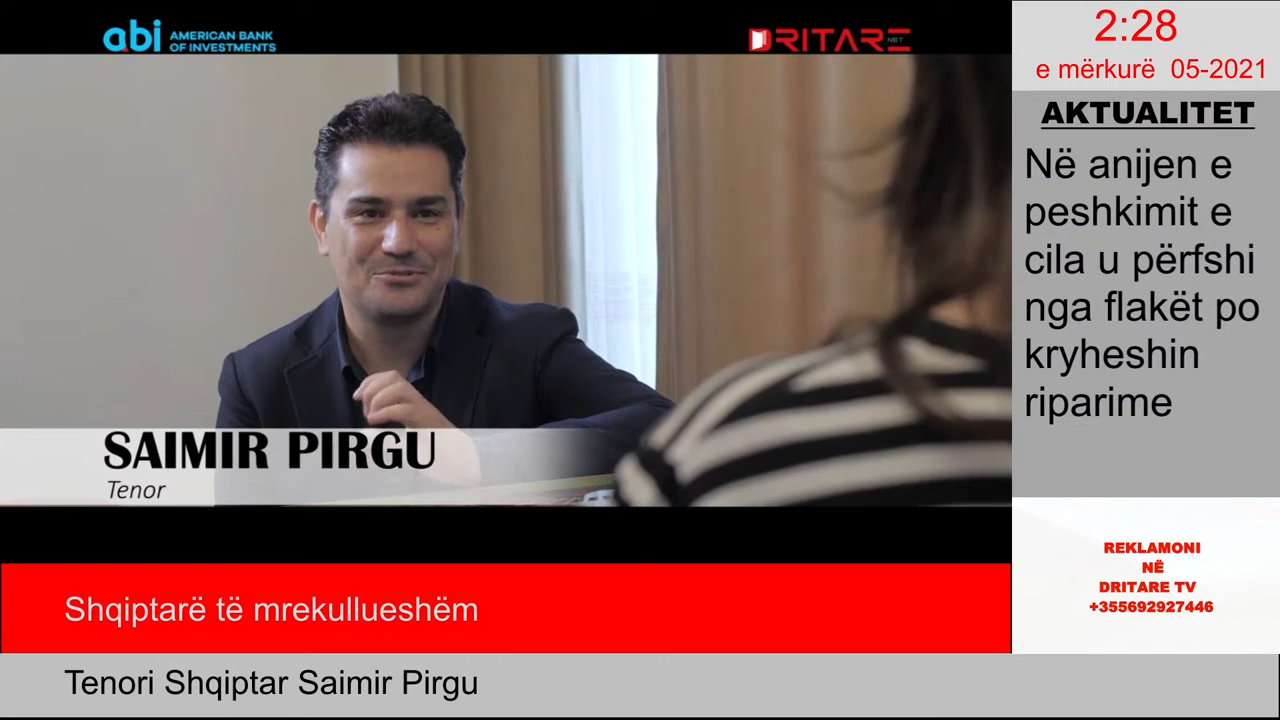 abi AMERICAN BANK
OF INVESTMENTS
DRITARE NET
2:28
e mërkurë 05-2021
AKTUALITET
Në anijen e
peshkimit e
cila u përfshi
nga flakët po
kryheshin
riparime
SAIMIR PIRGU
Tenor
REKLAMONI
NË
DRITARE TV
+355692927446
Shqiptarë të mrekullueshëm
Tenori Shqiptar Saimir Pirgu